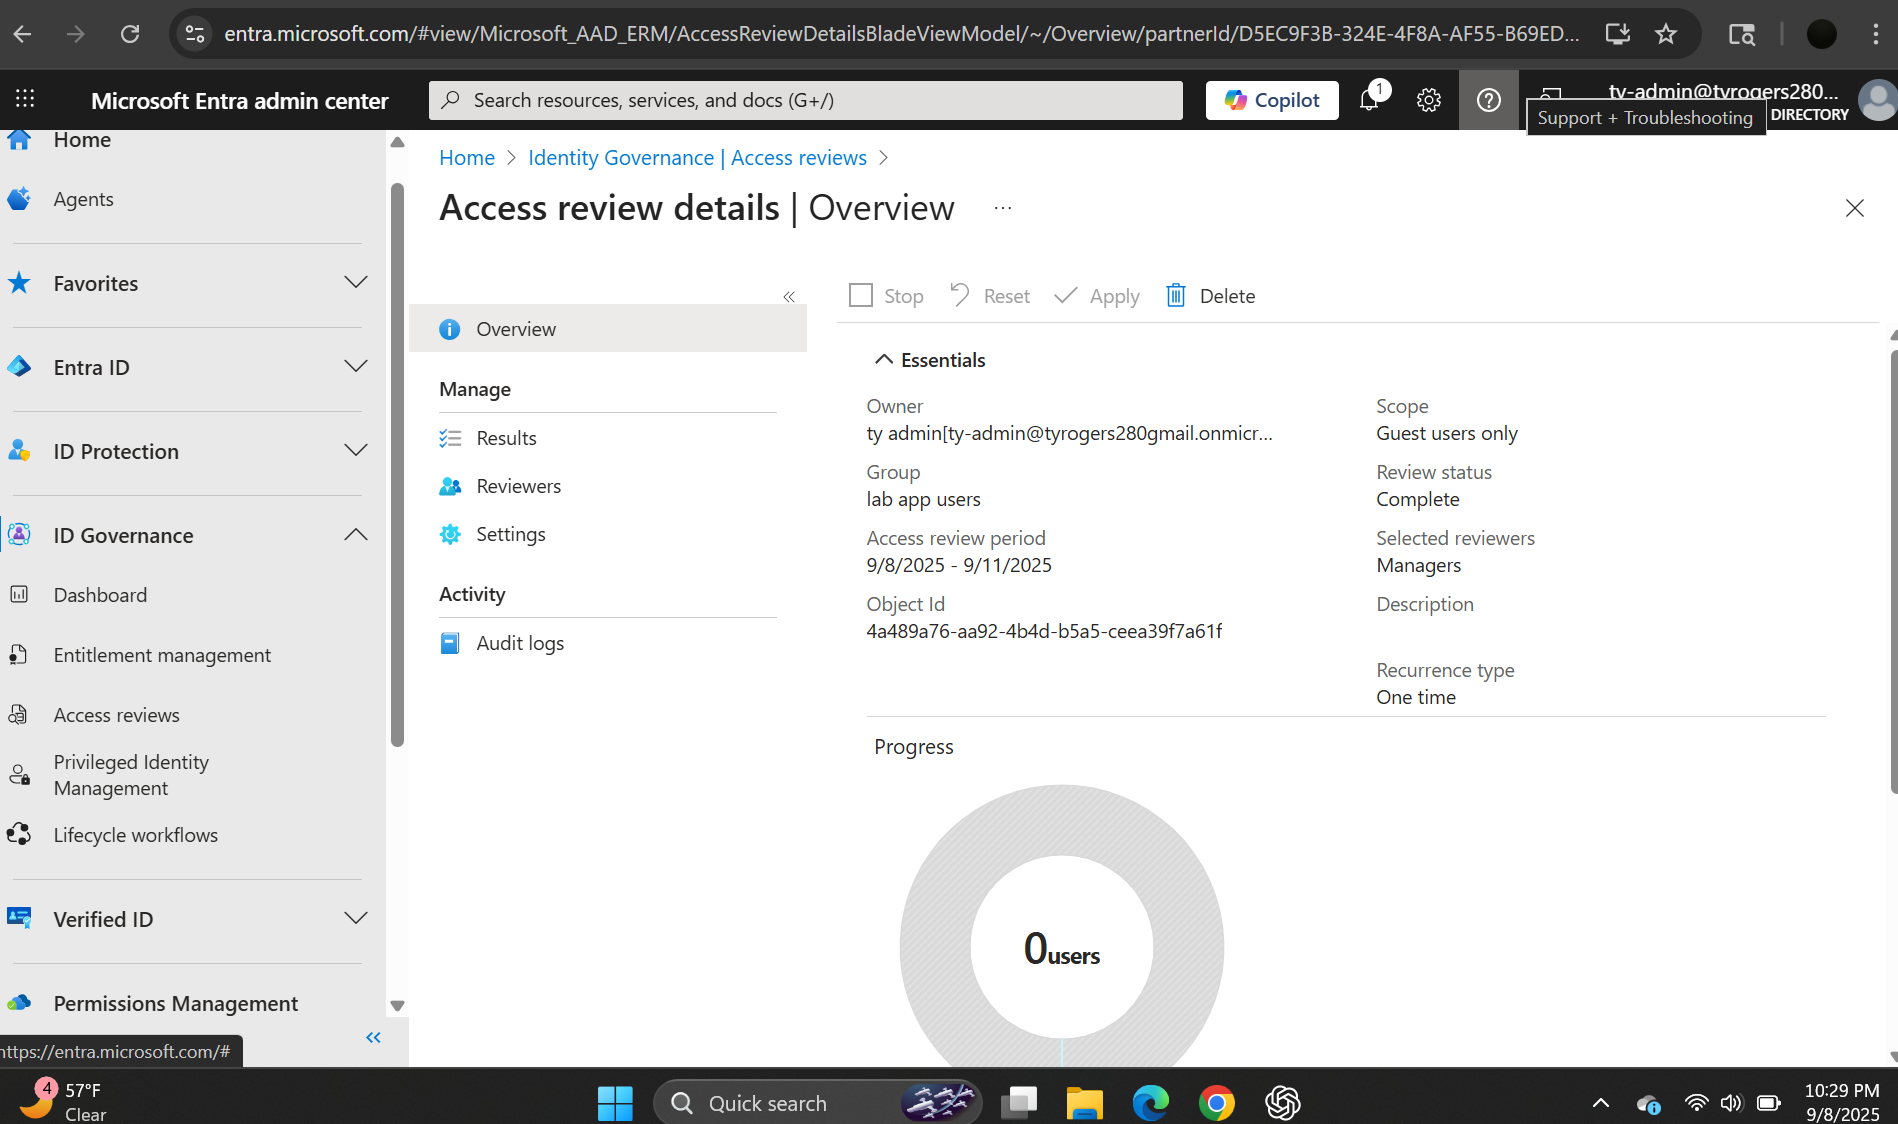 entra.microsoft.com/#view/Microsoft_AAD_ERM/AccessReviewDetailsBladeViewModel/~/Overview/partnerId/D5EC9F3B-324E-4F8A-AF55-B69ED...
Microsoft Entra admin center
Search resources, services, and docs (G+/)
Copilot
1
ty-admin@tyrogers280...
DIRECTORY
Support + Troubleshooting
Home
Agents
Favorites
Entra ID
ID Protection
ID Governance
Dashboard
Entitlement management
Access reviews
Privileged Identity
Management
Lifecycle workflows
Verified ID
Permissions Management
https://entra.microsoft.com/#
Home > Identity Governance | Access reviews >
Access review details | Overview ...
Overview
Manage
Results
Reviewers
Settings
Activity
Audit logs
Stop Reset Apply Delete
Essentials
Owner
ty admin[ty-admin@tyrogers280gmail.onmicr...
Group
lab app users
Access review period
9/8/2025 - 9/11/2025
Object Id
4a489a76-aa92-4b4d-b5a5-ceea39f7a61f
Scope
Guest users only
Review status
Complete
Selected reviewers
Managers
Description
Recurrence type
One time
Progress
0users
4
57°F
Clear
Quick search
10:29 PM
9/8/2025